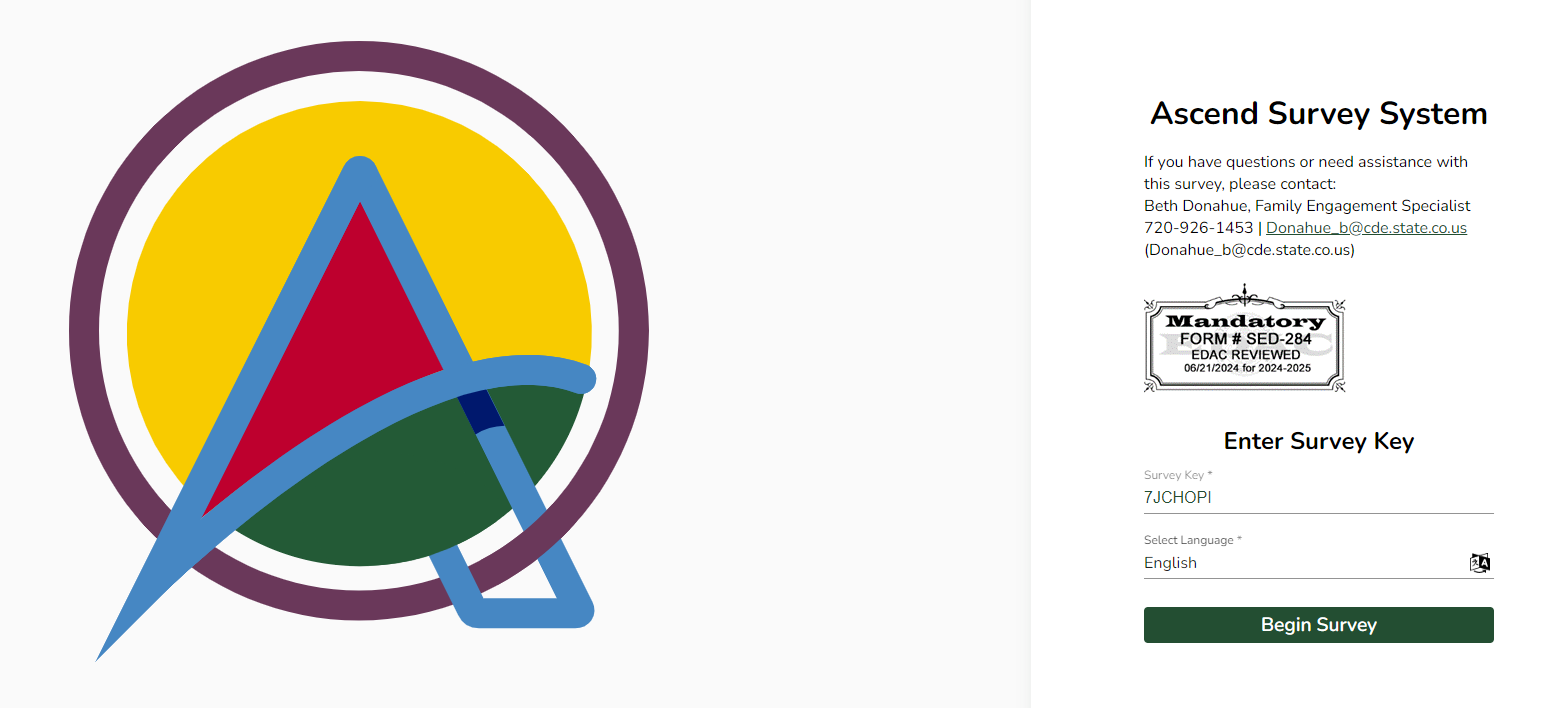 Ascend Survey System
If you have questions or need assistance with
this survey, please contact:
Beth Donahue, Family Engagement Specialist
720-926-1453 | Donahue_b@cde.state.co.us
(Donahue_b@cde.state.co.us)
Mandatory
FORM # SED-284
EDAC REVIEWED
06/21/2024 for 2024-2025
Enter Survey Key
Survey Key *
7JCHOPI
Select Language *
English
Begin Survey